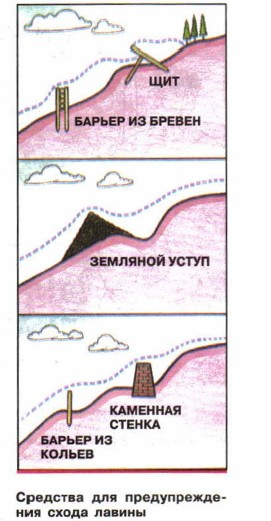 ЩИТ
БАРЬЕР ИЗ БРЕВЕН
ЗЕМЛЯНОЙ УСТУП
КАМЕННАЯ
СТЕНКА
БАРЬЕР ИЗ
КОЛЬЕВ
Средства для предупрежде-
ния схода лавины